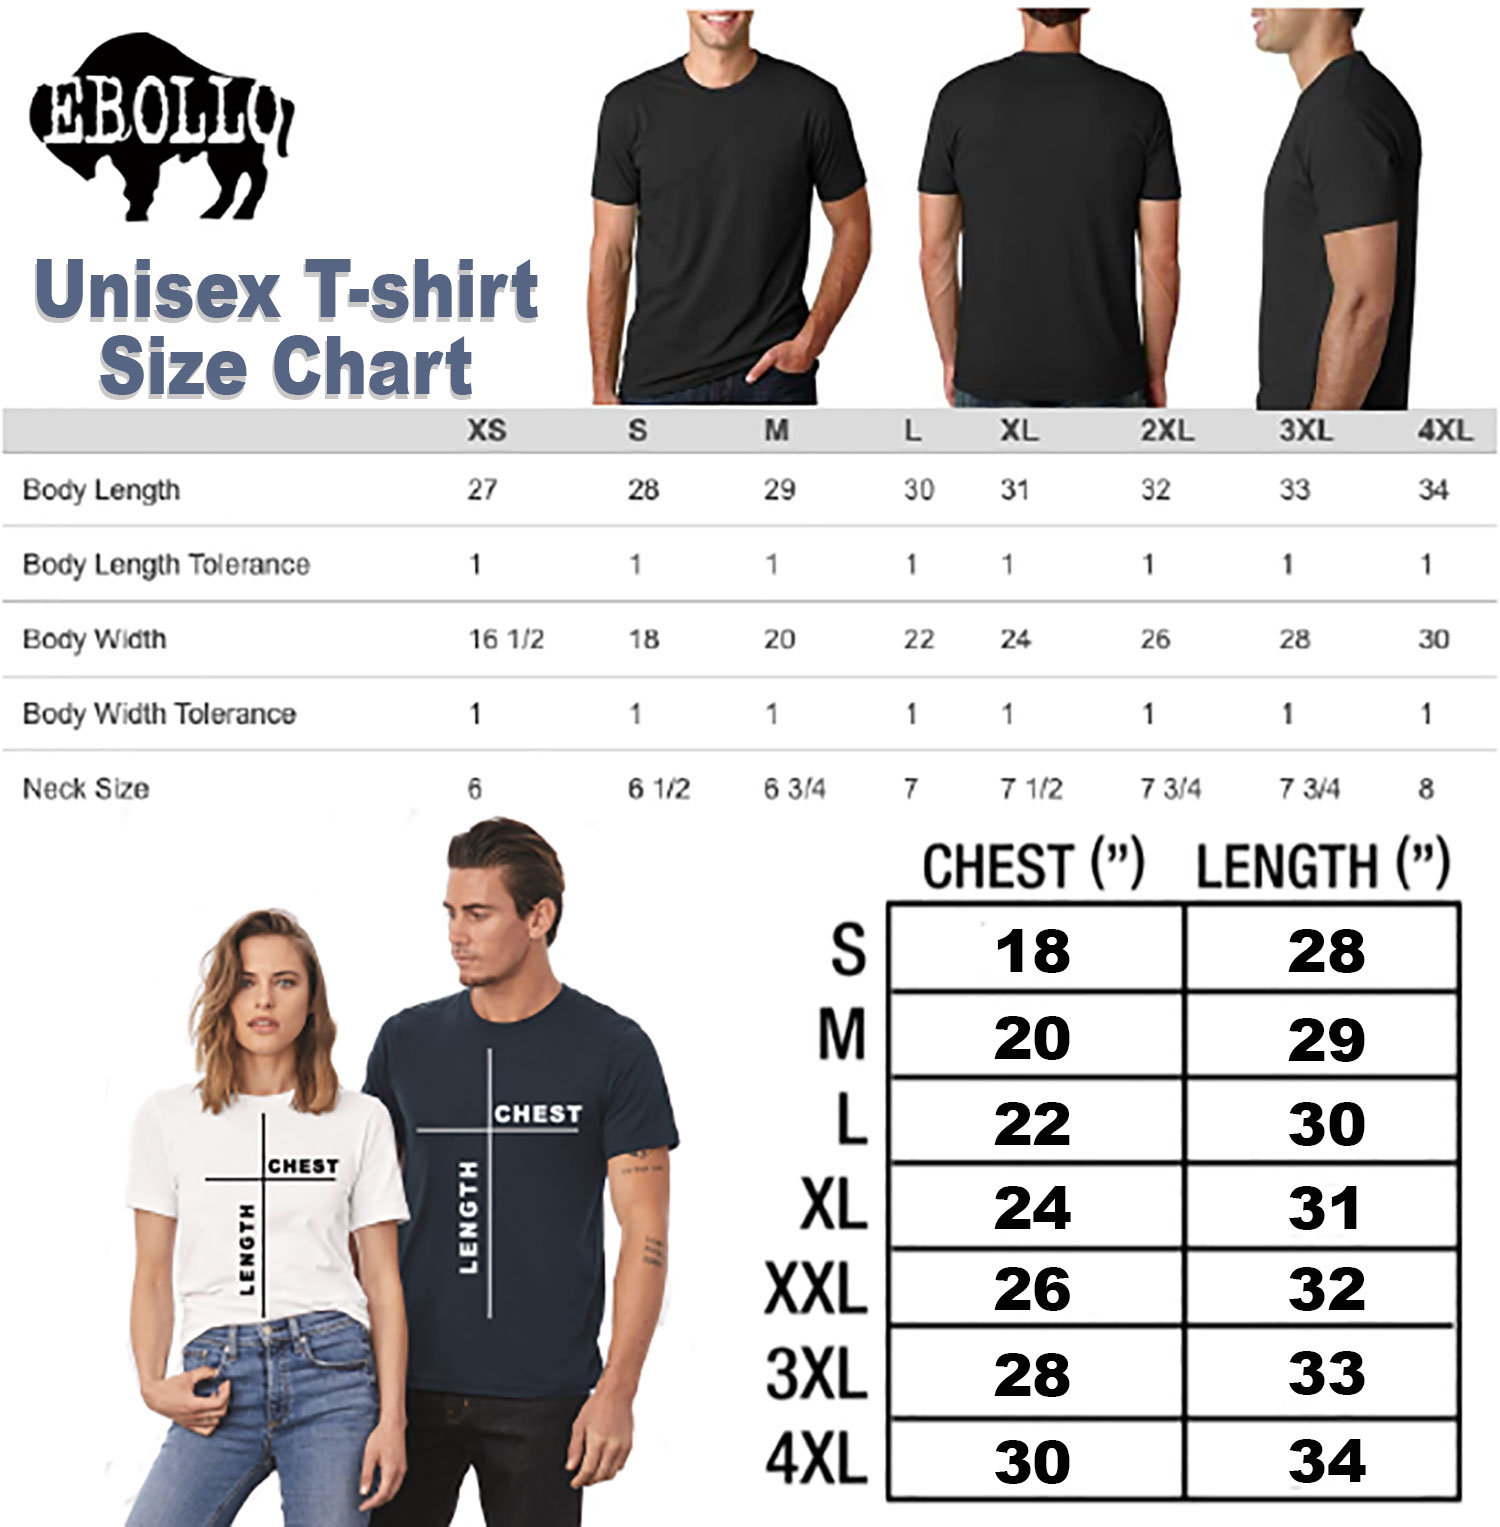 EBOLLO
Unisex T-shirt
Size Chart
XS S M L XL 2XL 3XL 4XL
Body Length 27 28 29 30 31 32 33 34
Body Length Tolerance 1 1 1 1 1 1 1 1
Body Width 16 1/2 18 20 22 24 26 28 30
Body Width Tolerance 1 1 1 1 1 1 1 1
Neck Size 6 6 1/2 6 3/4 7 7 1/2 7 3/4 7 3/4 8
CHEST
LENGTH
CHEST
LENGTH
CHEST (”) LENGTH (”)
S 18 28
M 20 29
L 22 30
XL 24 31
XXL 26 32
3XL 28 33
4XL 30 34